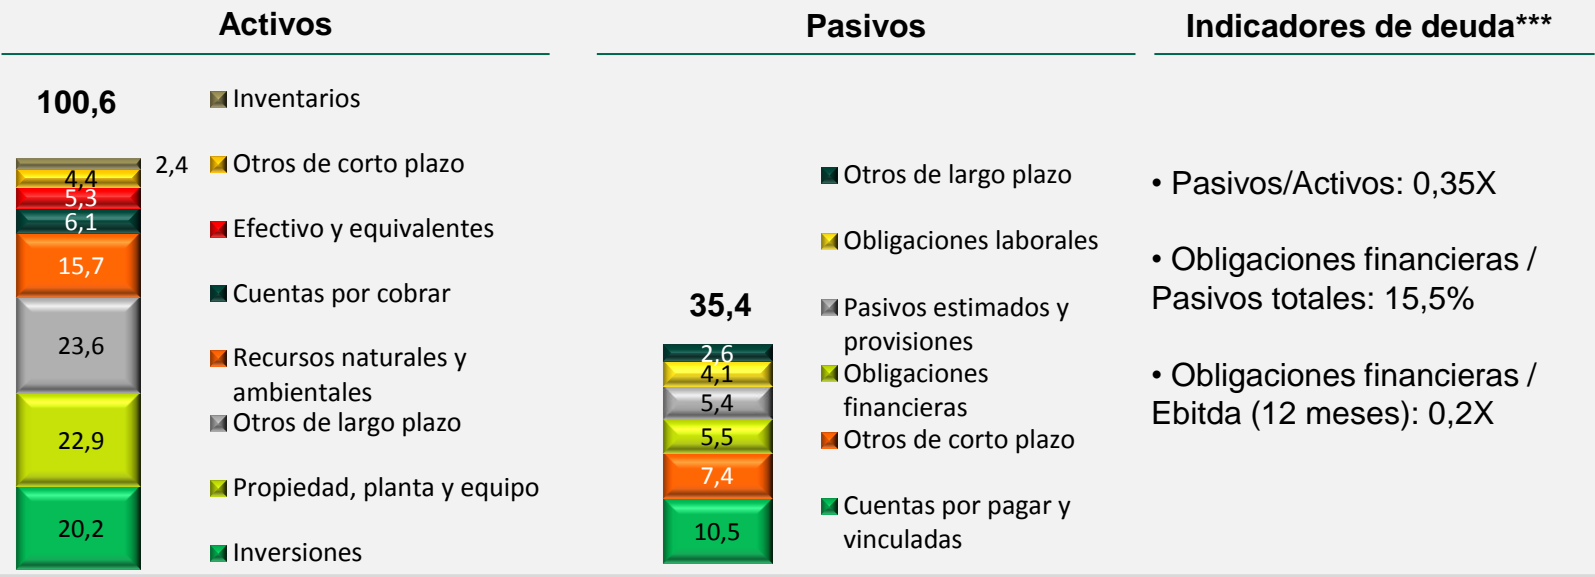 Activos
100,6
2,4
4,4
5,3
6,1
15,7
23,6
22,9
20,2
Inventarios
Otros de corto plazo
Efectivo y equivalentes
Cuentas por cobrar
Recursos naturales y
ambientales
Otros de largo plazo
Propiedad, planta y equipo
Inversiones
Pasivos
35,4
2,6
4,1
5,4
5,5
7,4
10,5
Otros de largo plazo
Obligaciones laborales
Pasivos estimados y
provisiones
Obligaciones
financieras
Otros de corto plazo
Cuentas por pagar y
vinculadas
Indicadores de deuda***
• Pasivos/Activos: 0,35X
• Obligaciones financieras /
Pasivos totales: 15,5%
• Obligaciones financieras /
Ebitda (12 meses): 0,2X